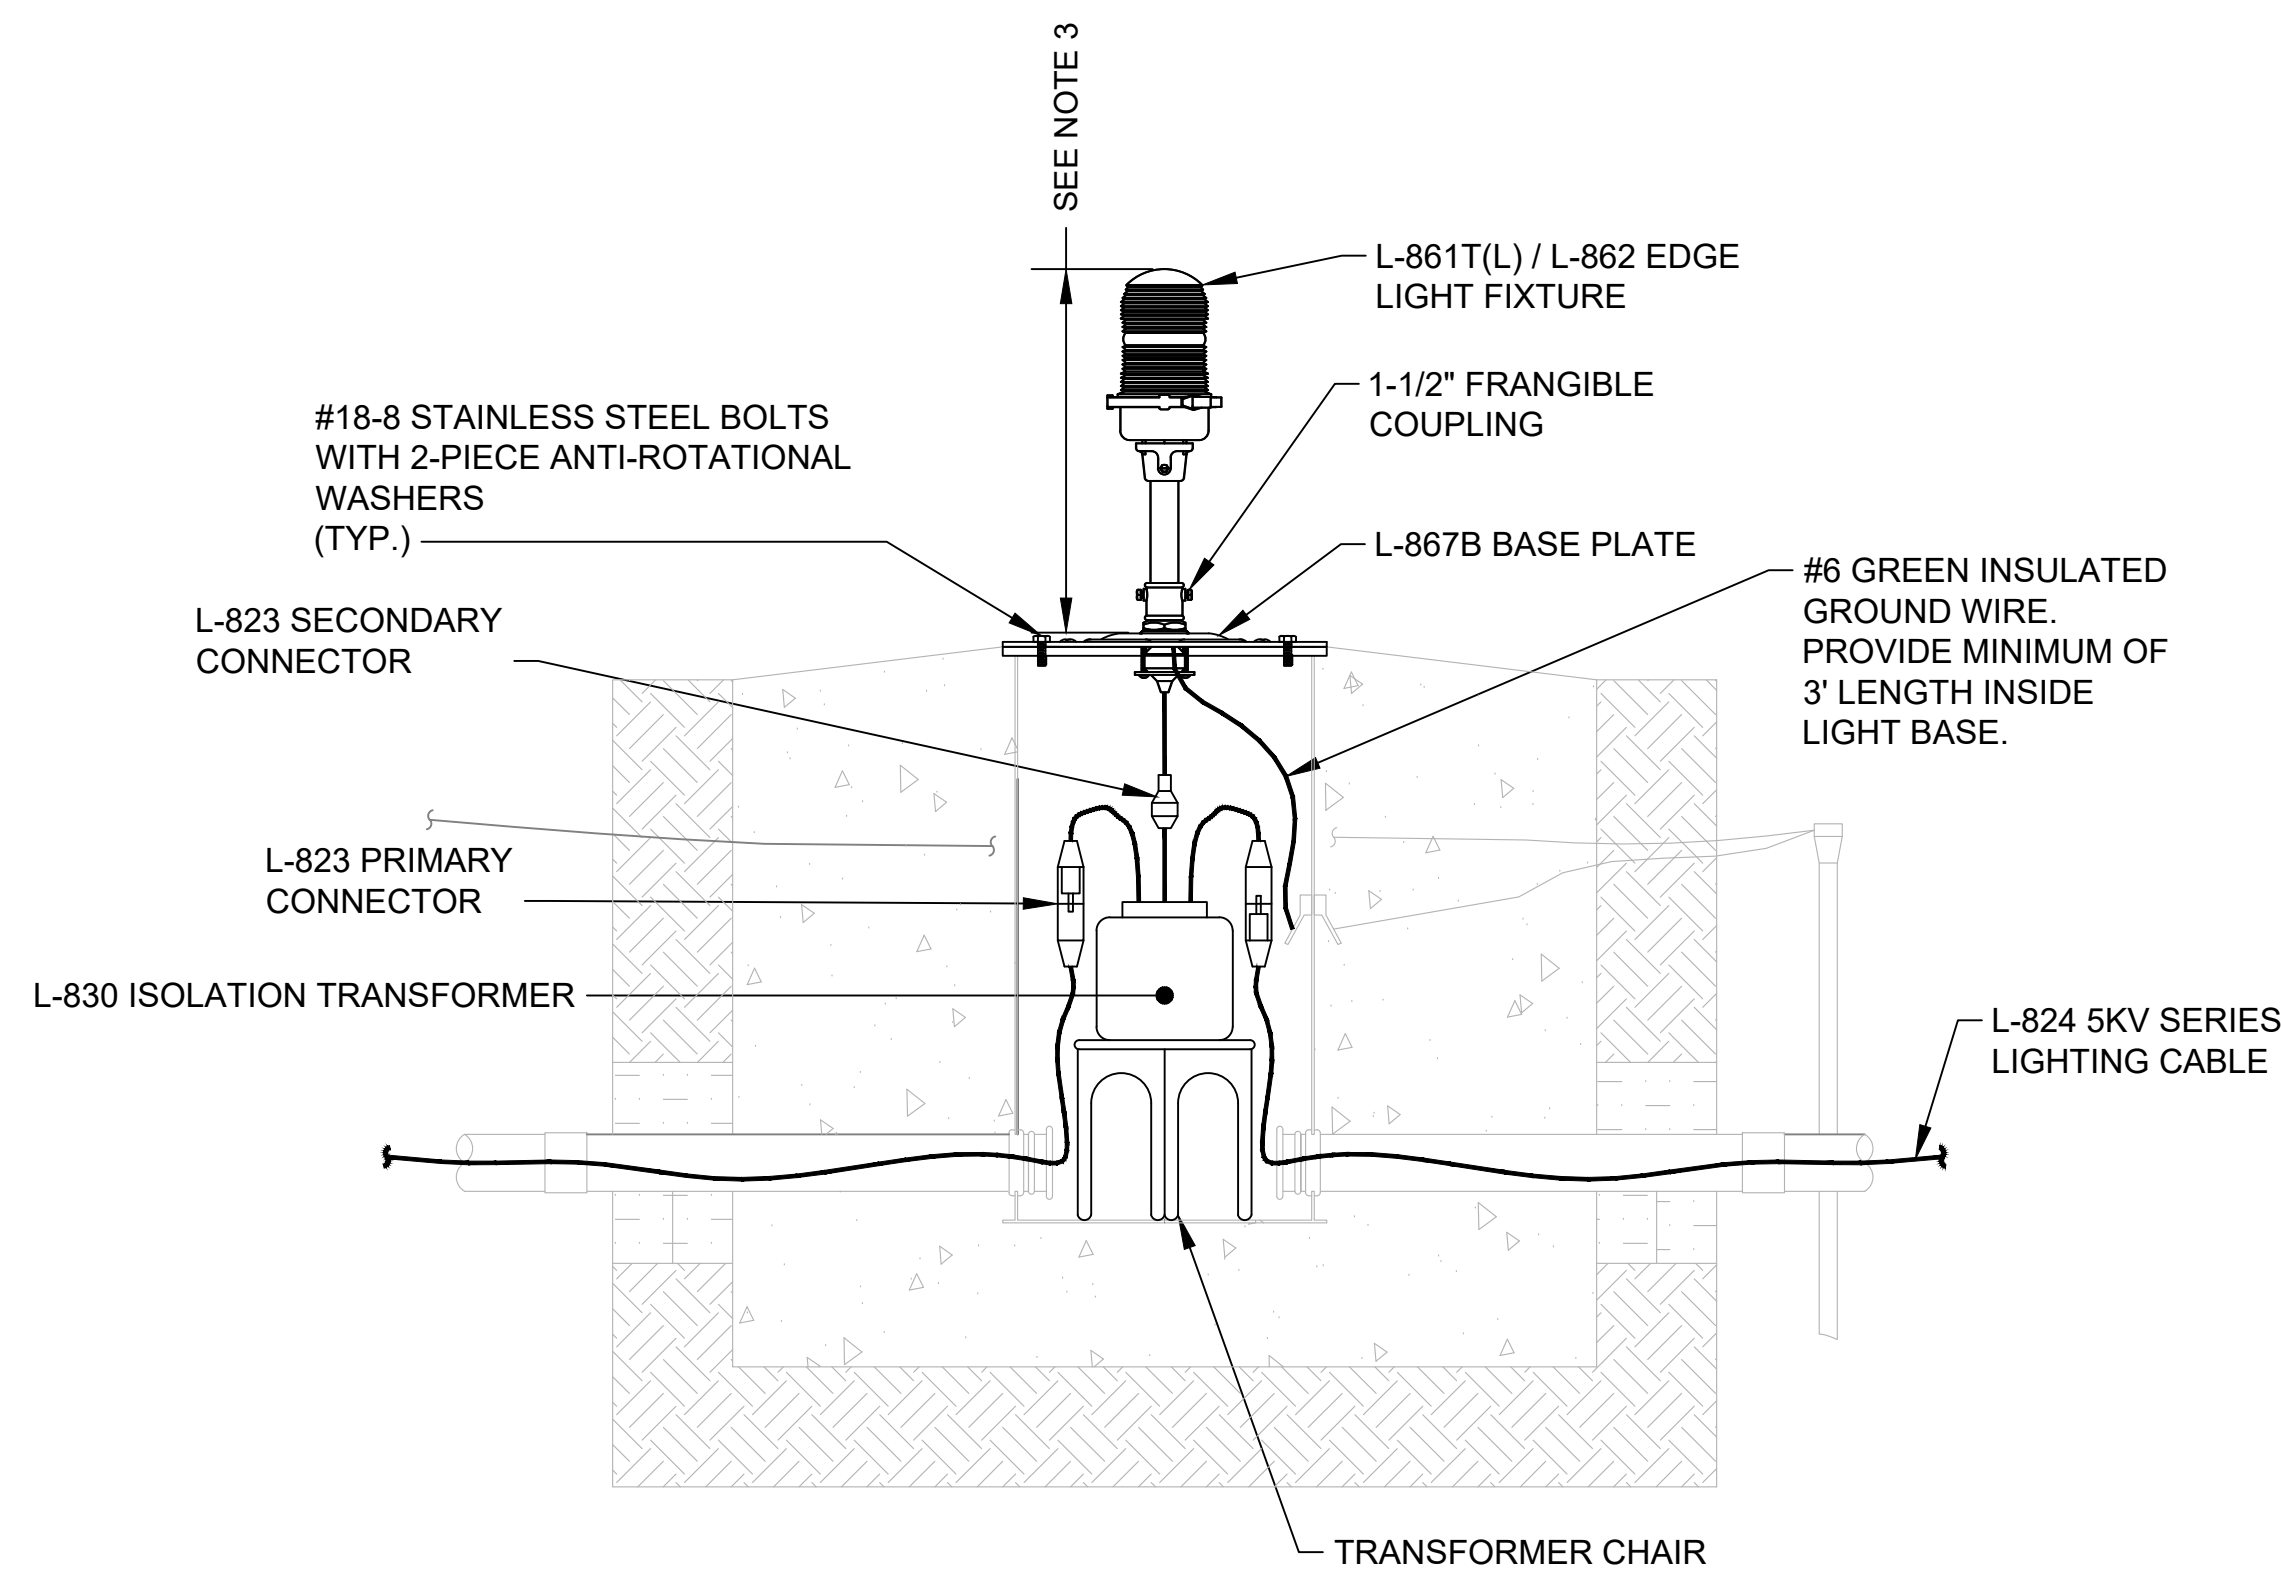 SEE NOTE 3
L-861T(L) / L-862 EDGE
LIGHT FIXTURE
1-1/2" FRANGIBLE
COUPLING
#18-8 STAINLESS STEEL BOLTS
WITH 2-PIECE ANTI-ROTATIONAL
WASHERS
(TYP.)
L-867B BASE PLATE
#6 GREEN INSULATED
GROUND WIRE.
PROVIDE MINIMUM OF
3' LENGTH INSIDE
LIGHT BASE.
L-823 SECONDARY
CONNECTOR
L-823 PRIMARY
CONNECTOR
L-830 ISOLATION TRANSFORMER
L-824 5KV SERIES
LIGHTING CABLE
TRANSFORMER CHAIR